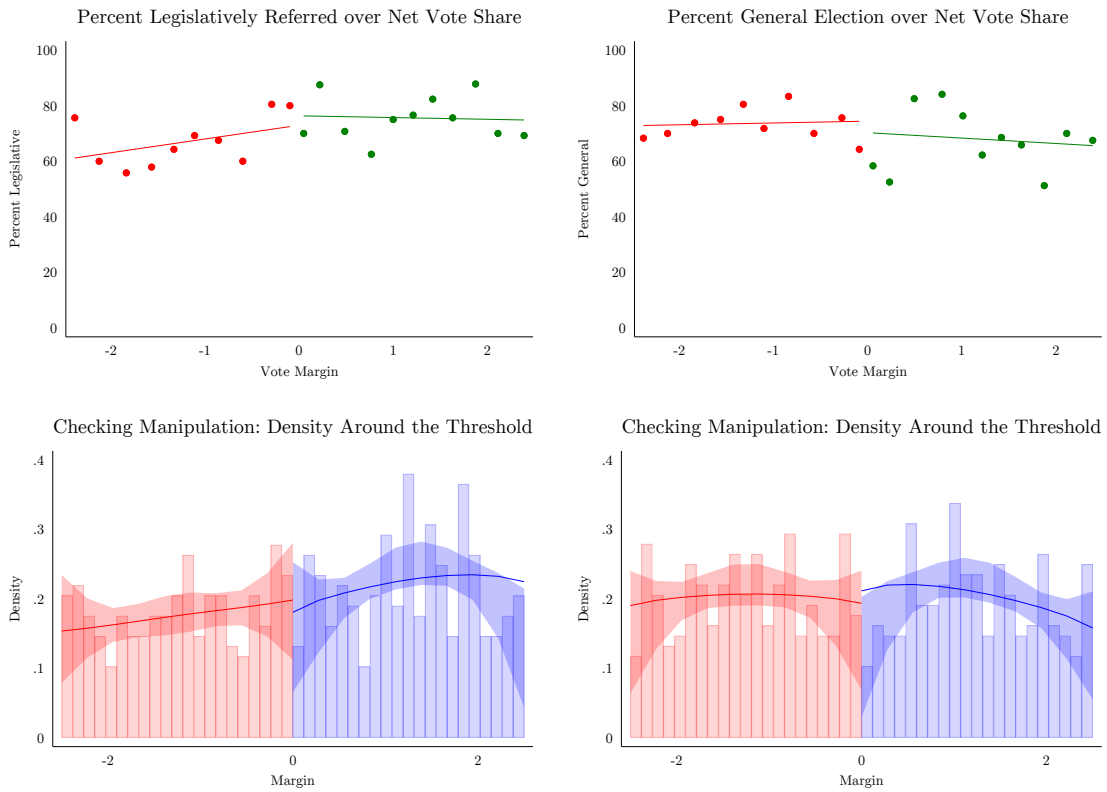 Percent Legislatively Referred over Net Vote Share
100
80
60
40
20
0
Percent Legislative
-2 -1 0 1 2
Vote Margin
Percent General Election over Net Vote Share
100
80
60
40
20
0
Percent General
-2 -1 0 1 2
Vote Margin
Checking Manipulation: Density Around the Threshold
.4
.3
.2
.1
0
Density
-2 0 2
Margin
Checking Manipulation: Density Around the Threshold
.4
.3
.2
.1
0
Density
-2 0 2
Margin